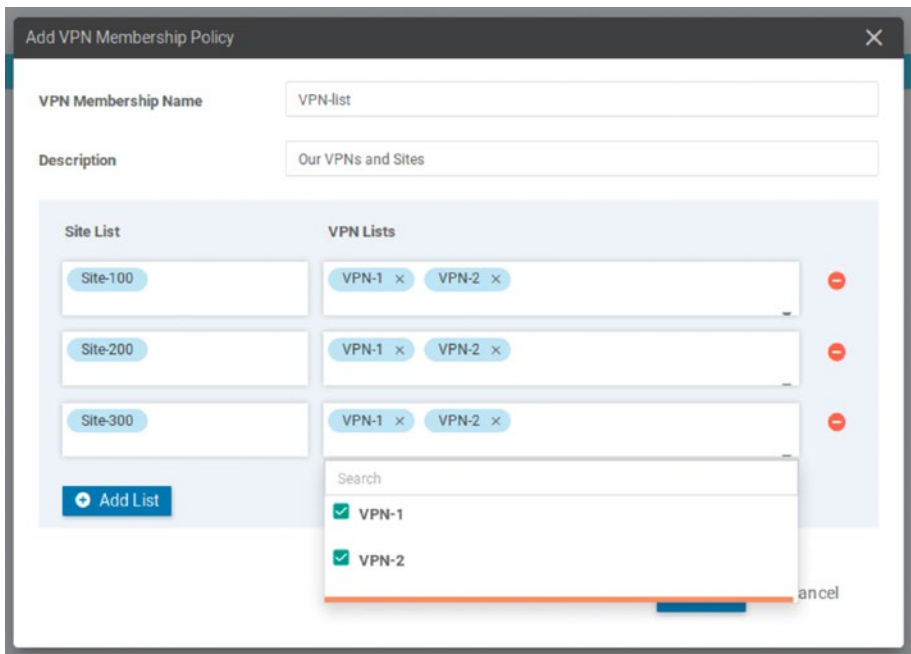 Add VPN Membership Policy
VPN Membership Name VPN-list
Description Our VPNs and Sites
Site List VPN Lists
Site-100 VPN-1 × VPN-2 ×
Site-200 VPN-1 × VPN-2 ×
Site-300 VPN-1 × VPN-2 ×
Search
Add List
VPN-1
VPN-2
ancel